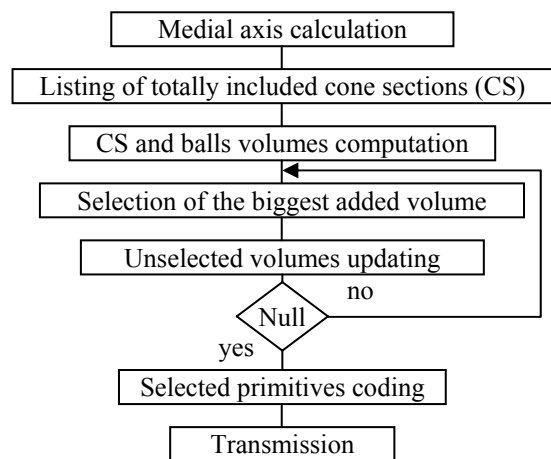 Medial axis calculation
Listing of totally included cone sections (CS)
CS and balls volumes computation
Selection of the biggest added volume
Unselected volumes updating
no
Null
yes
Selected primitives coding
Transmission